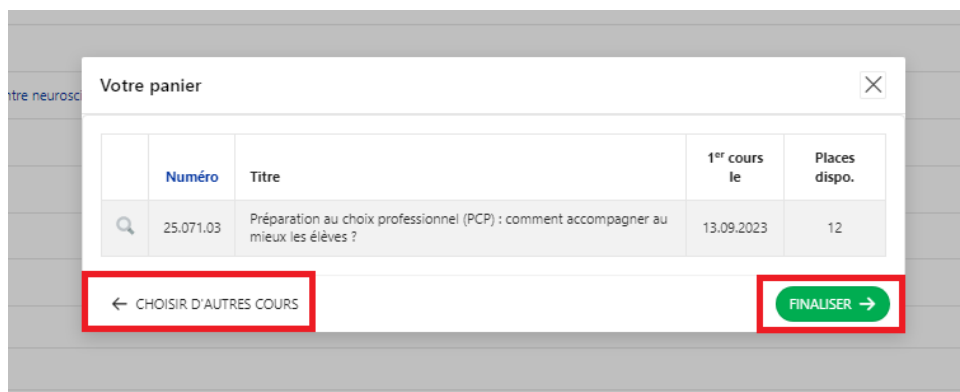 Votre panier
ntre neurosci
1er cours
Places
Numéro Titre
le
dispo.
Préparation au choix professionnel (PCP) : comment accompagner au
25.071.03
13.09.2023
12
mieux les élèves ?
← CHOISIR D'AUTRES COURS
FINALISER →